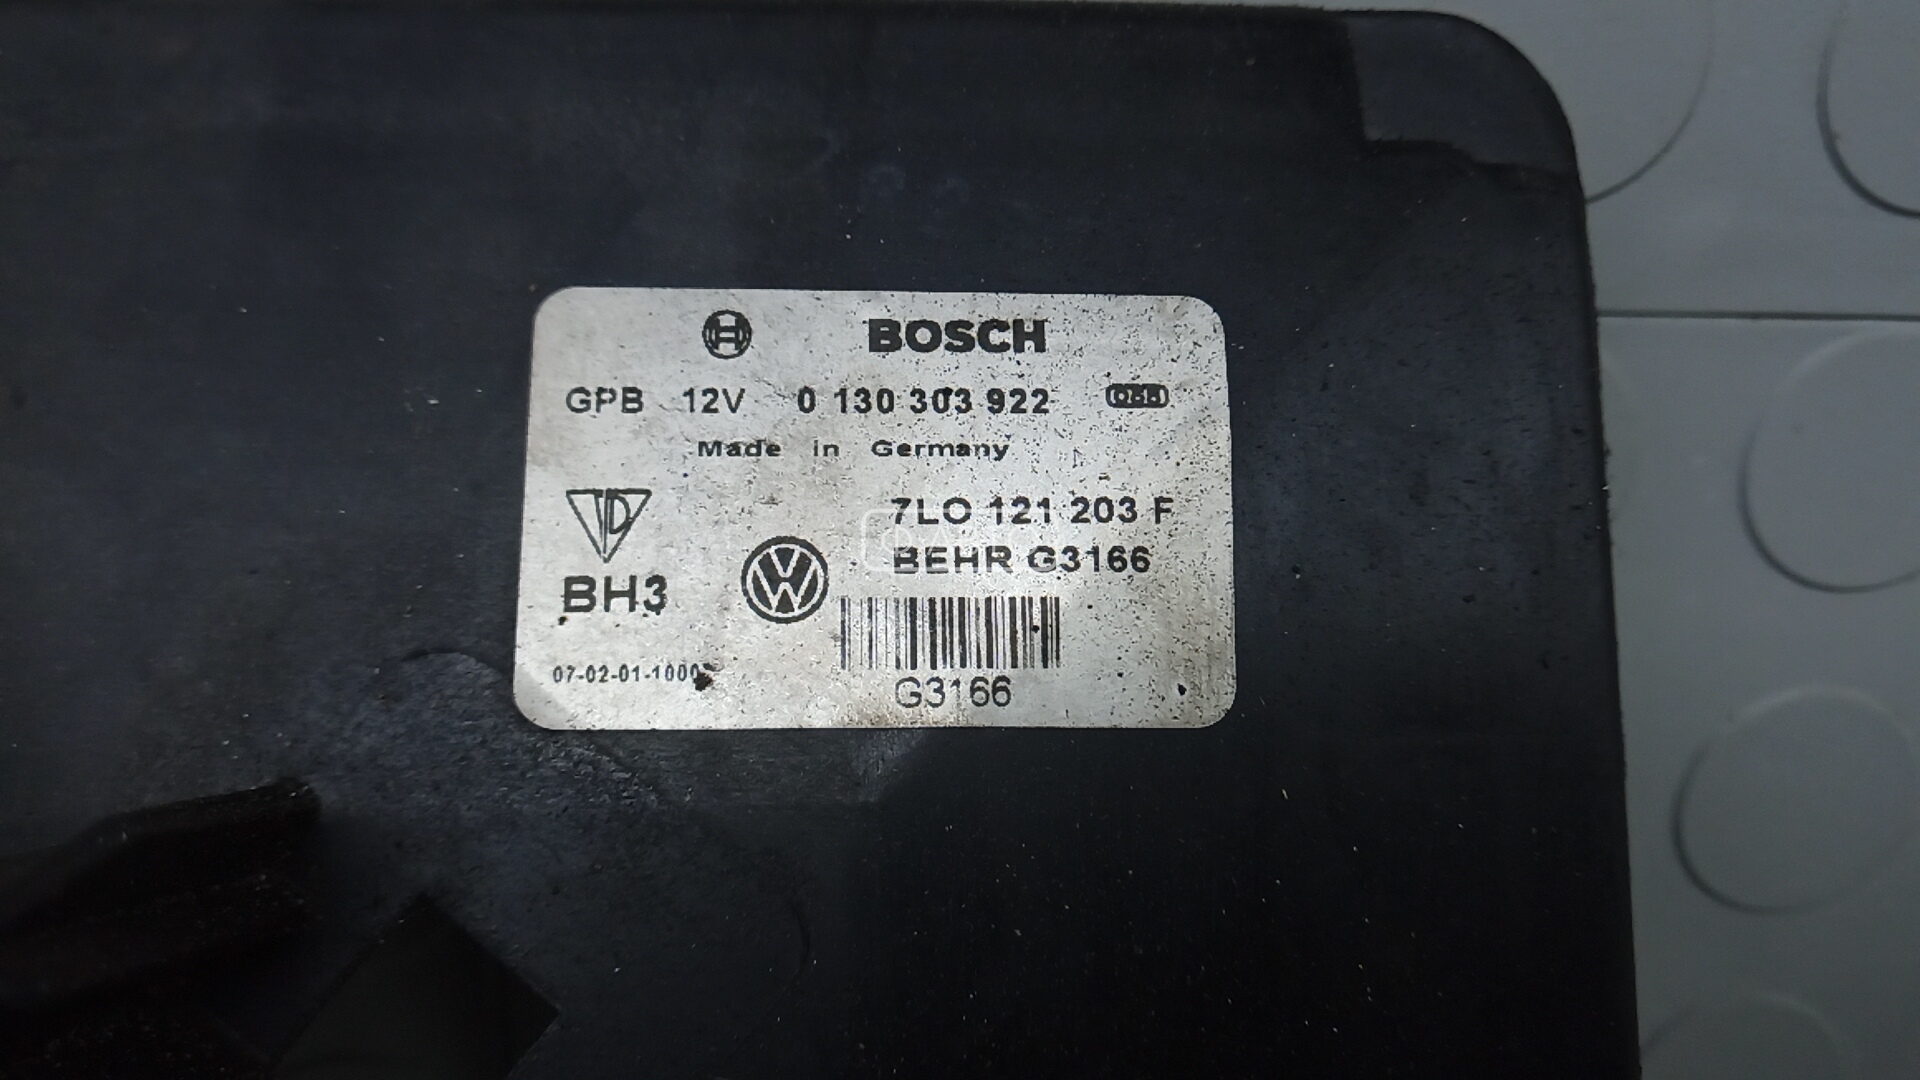 BOSCH
GPB 12V 0 130 303 922
Made in Germany
7LO 121 203 F
BEHR G3166
BH3
07-02-01-1000
G3166